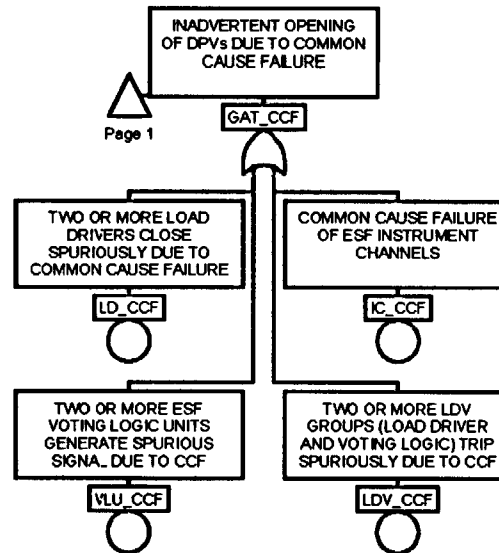 INADVERTENT OPENING
OF DPVs DUE TO COMMON
CAUSE FAILURE
Page 1
GAT_CCF
TWO OR MORE LOAD
DRIVERS CLOSE
SPURIOUSLY DUE TO
COMMON CAUSE FAILURE
LD_CCF
COMMON CAUSE FAILURE
OF ESF INSTRUMENT
CHANNELS
IC_CCF
TWO OR MORE ESF
VOTING LOGIC UNITS
GENERATE SPURIOUS
SIGNA_ DUE TO CCF
VLU_CCF
TWO OR MORE LDV
GROUPS (LOAD DRIVER
AND VOTING LOGIC) TRIP
SPURIOUSLY DUE TO CCF
LDV_CCF